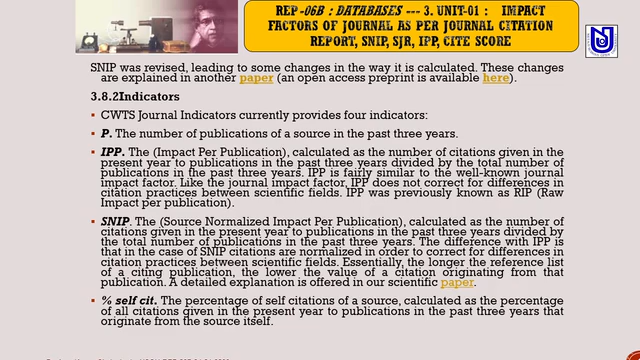 REP -06B : DATABASES --- 3. UNIT-01 : IMPACT
FACTORS OF JOURNAL AS PER JOURNAL CITATION
REPORT, SNIP, SJR, IPP, CITE SCORE
SNIP was revised, leading to some changes in the way it is calculated. These changes
are explained in another paper (an open access preprint is available here).
3.8.2Indicators
▪ CWTS Journal Indicators currently provides four indicators:
▪ P. The number of publications of a source in the past three years.
▪ IPP. The (Impact Per Publication), calculated as the number of citations given in the
present year to publications in the past three years divided by the total number of
publications in the past three years. IPP is fairly similar to the well-known journal
impact factor. Like the journal impact factor, IPP does not correct for differences in
citation practices between scientific fields. IPP was previously known as RIP (Raw
Impact per publication).
▪ SNIP. The (Source Normalized Impact Per Publication), calculated as the number of
citations given in the present year to publications in the past three years divided by
the total number of publications in the past three years. The difference with IPP is
that in the case of SNIP citations are normalized in order to correct for differences in
citation practices between scientific fields. Essentially, the longer the reference list
of a citing publication, the lower the value of a citation originating from that
publication. A detailed explanation is offered in our scientific paper.
▪ % self cit. The percentage of self citations of a source, calculated as the percentage
of all citations given in the present year to publications in the past three years that
originate from the source itself.